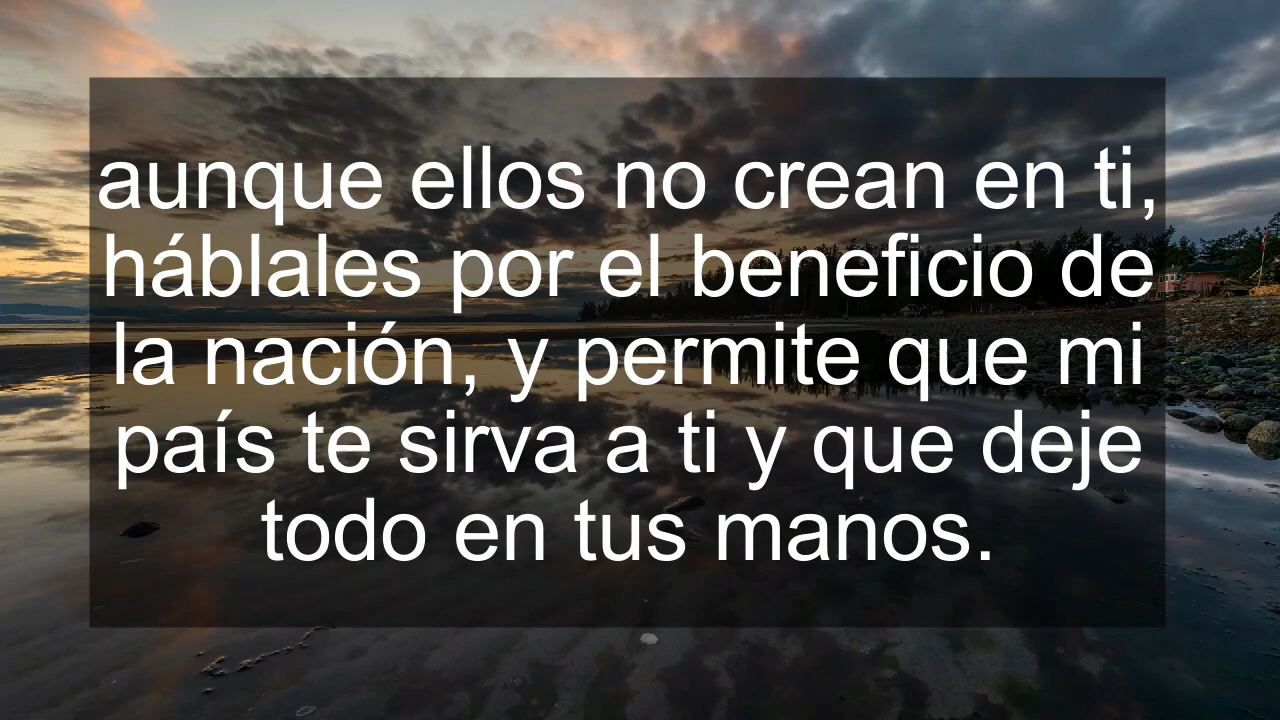 aunque ellos no crean en ti,
háblales por el beneficio de
la nación, y permite que mi
país te sirva a ti y que deje
todo en tus manos.